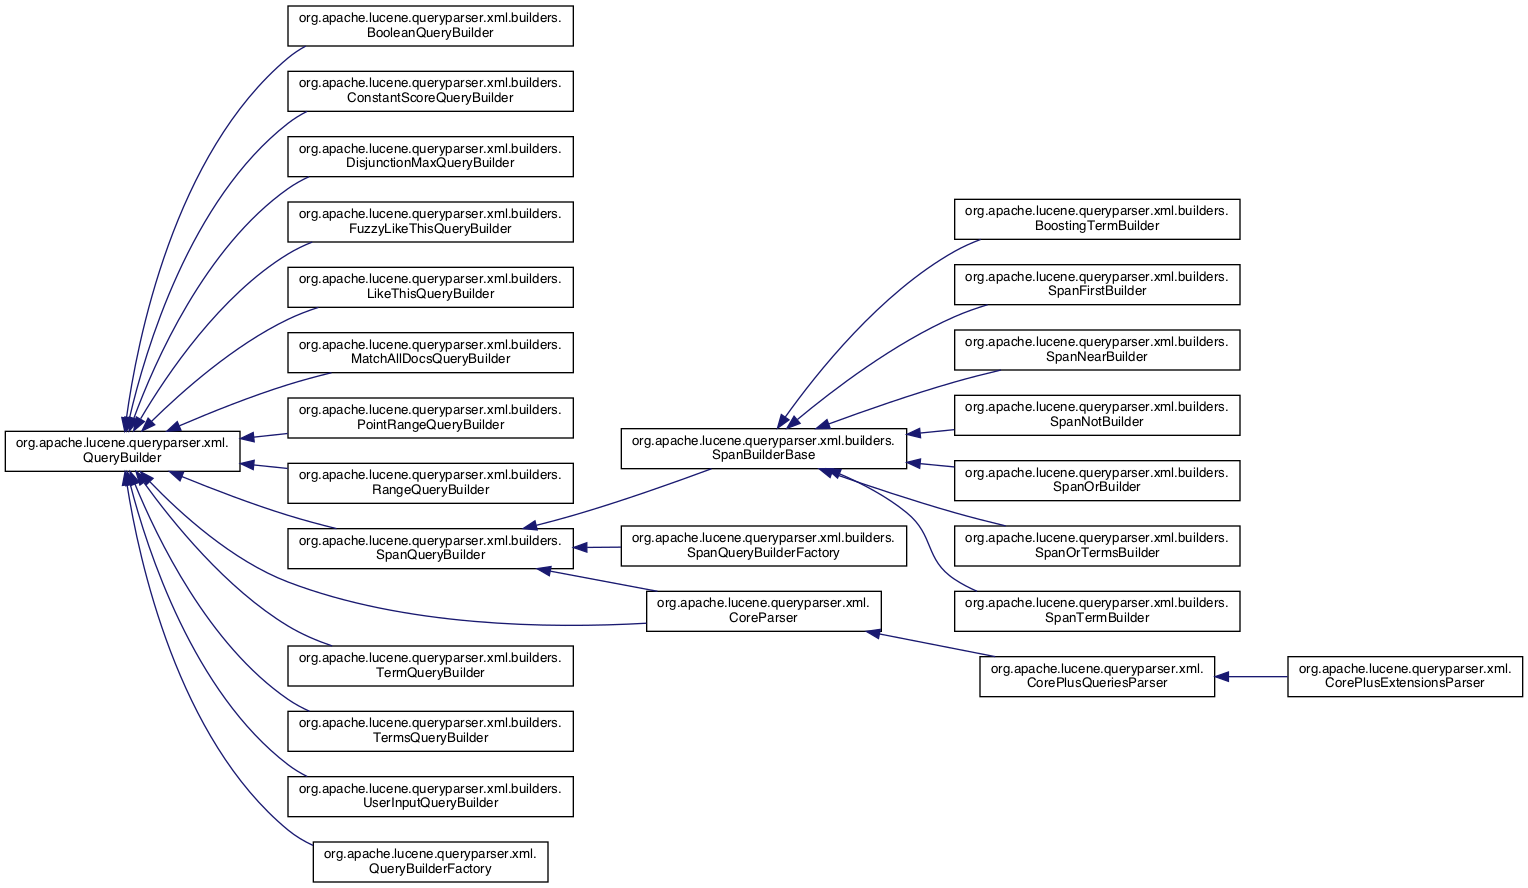 org.apache.lucene.queryparser.xml.builders.
BooleanQueryBuilder
org.apache.lucene.queryparser.xml.builders.
ConstantScoreQueryBuilder
org.apache.lucene.queryparser.xml.builders.
DisjunctionMaxQueryBuilder
org.apache.lucene.queryparser.xml.builders.
FuzzyLikeThisQueryBuilder
org.apache.lucene.queryparser.xml.builders.
LikeThisQueryBuilder
org.apache.lucene.queryparser.xml.builders.
MatchAllDocsQueryBuilder
org.apache.lucene.queryparser.xml.builders.
PointRangeQueryBuilder
org.apache.lucene.queryparser.xml.
QueryBuilder
org.apache.lucene.queryparser.xml.builders.
RangeQueryBuilder
org.apache.lucene.queryparser.xml.builders.
SpanQueryBuilder
org.apache.lucene.queryparser.xml.builders.
TermQueryBuilder
org.apache.lucene.queryparser.xml.builders.
TermsQueryBuilder
org.apache.lucene.queryparser.xml.builders.
UserInputQueryBuilder
org.apache.lucene.queryparser.xml.
QueryBuilderFactory
org.apache.lucene.queryparser.xml.builders.
SpanBuilderBase
org.apache.lucene.queryparser.xml.builders.
SpanQueryBuilderFactory
org.apache.lucene.queryparser.xml.
CoreParser
org.apache.lucene.queryparser.xml.builders.
BoostingTermBuilder
org.apache.lucene.queryparser.xml.builders.
SpanFirstBuilder
org.apache.lucene.queryparser.xml.builders.
SpanNearBuilder
org.apache.lucene.queryparser.xml.builders.
SpanNotBuilder
org.apache.lucene.queryparser.xml.builders.
SpanOrBuilder
org.apache.lucene.queryparser.xml.builders.
SpanOrTermsBuilder
org.apache.lucene.queryparser.xml.builders.
SpanTermBuilder
org.apache.lucene.queryparser.xml.
CorePlusQueriesParser
org.apache.lucene.queryparser.xml.
CorePlusExtensionsParser